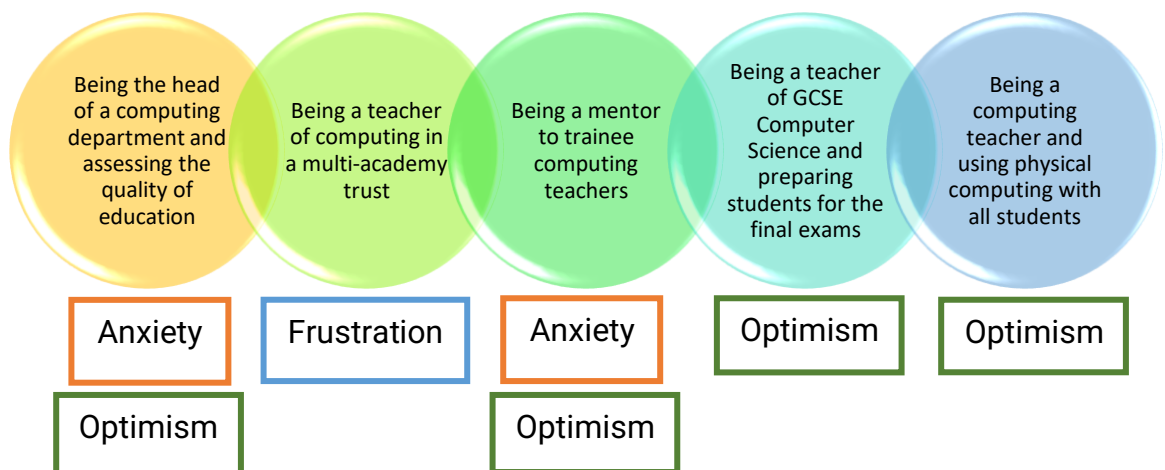 Being the head
of a computing
department and
assessing the
quality of
education
Being a teacher
of computing in
a multi-academy
trust
Being a mentor
to trainee
computing
teachers
Being a teacher
of GCSE
Computer
Science and
preparing
students for the
final exams
Being a
computing
teacher and
using physical
computing with
all students
Anxiety
Frustration
Anxiety
Optimism
Optimism
Optimism
Optimism